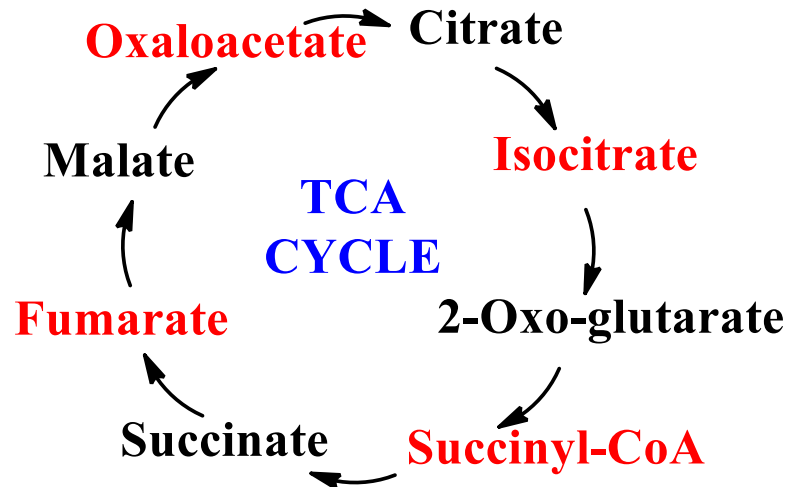 Oxaloacetate
Citrate
Isocitrate
2-Oxo-glutarate
Succinyl-CoA
Succinate
Fumarate
Malate
TCA
CYCLE